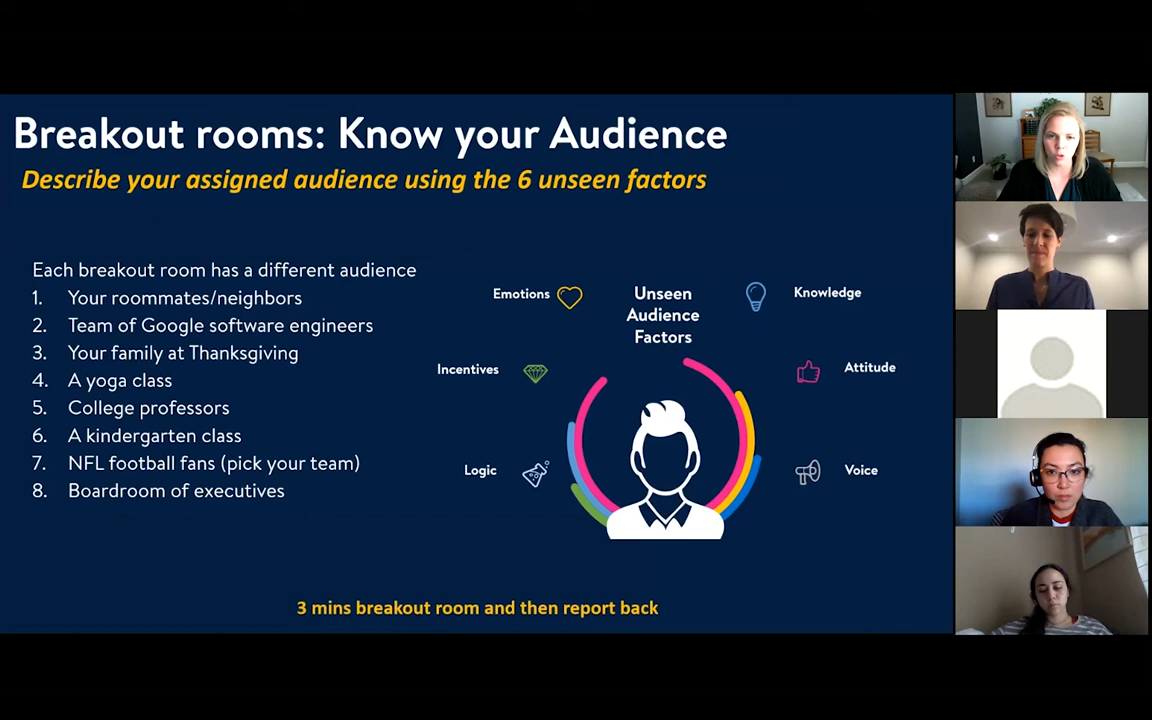 Breakout rooms: Know your Audience
Describe your assigned audience using the 6 unseen factors
Each breakout room has a different audience
1. Your roommates/neighbors
2. Team of Google software engineers
3. Your family at Thanksgiving
4. A yoga class
5. College professors
6. A kindergarten class
7. NFL football fans (pick your team)
8. Boardroom of executives
Emotions
Unseen
Audience
Factors
Knowledge
Incentives
Attitude
Logic
Voice
3 mins breakout room and then report back